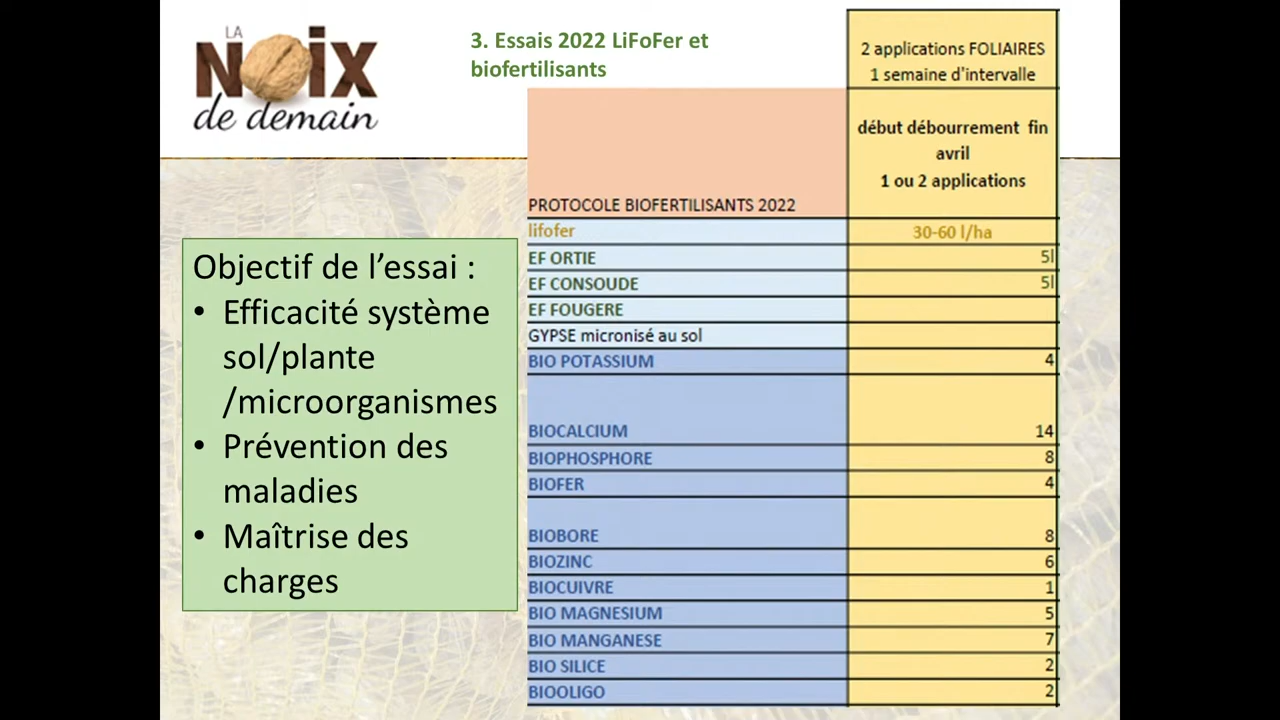 LA
NOIX
de demain
3. Essais 2022 LiFoFer et
biofertilisants
2 applications FOLIAIRES
1 semaine d'intervalle
début débourrement fin
avril
1 ou 2 applications
PROTOCOLE BIOFERTILISANTS 2022
lifofer 30-60 l/ha
EF ORTIE 5l
EF CONSOUDE 5l
EF FOUGERE
GYPSE micronisé au sol
BIO POTASSIUM 4
BIOCALCIUM 14
BIOPHOSPHORE 8
BIOFER 4
BIOBORE 8
BIOZINC 6
BIOCUIVRE 1
BIO MAGNESIUM 5
BIO MANGANESE 7
BIO SILICE 2
BIOOLIGO 2
Objectif de l’essai :
• Efficacité système
sol/plante
/microorganismes
• Prévention des
maladies
• Maîtrise des
charges